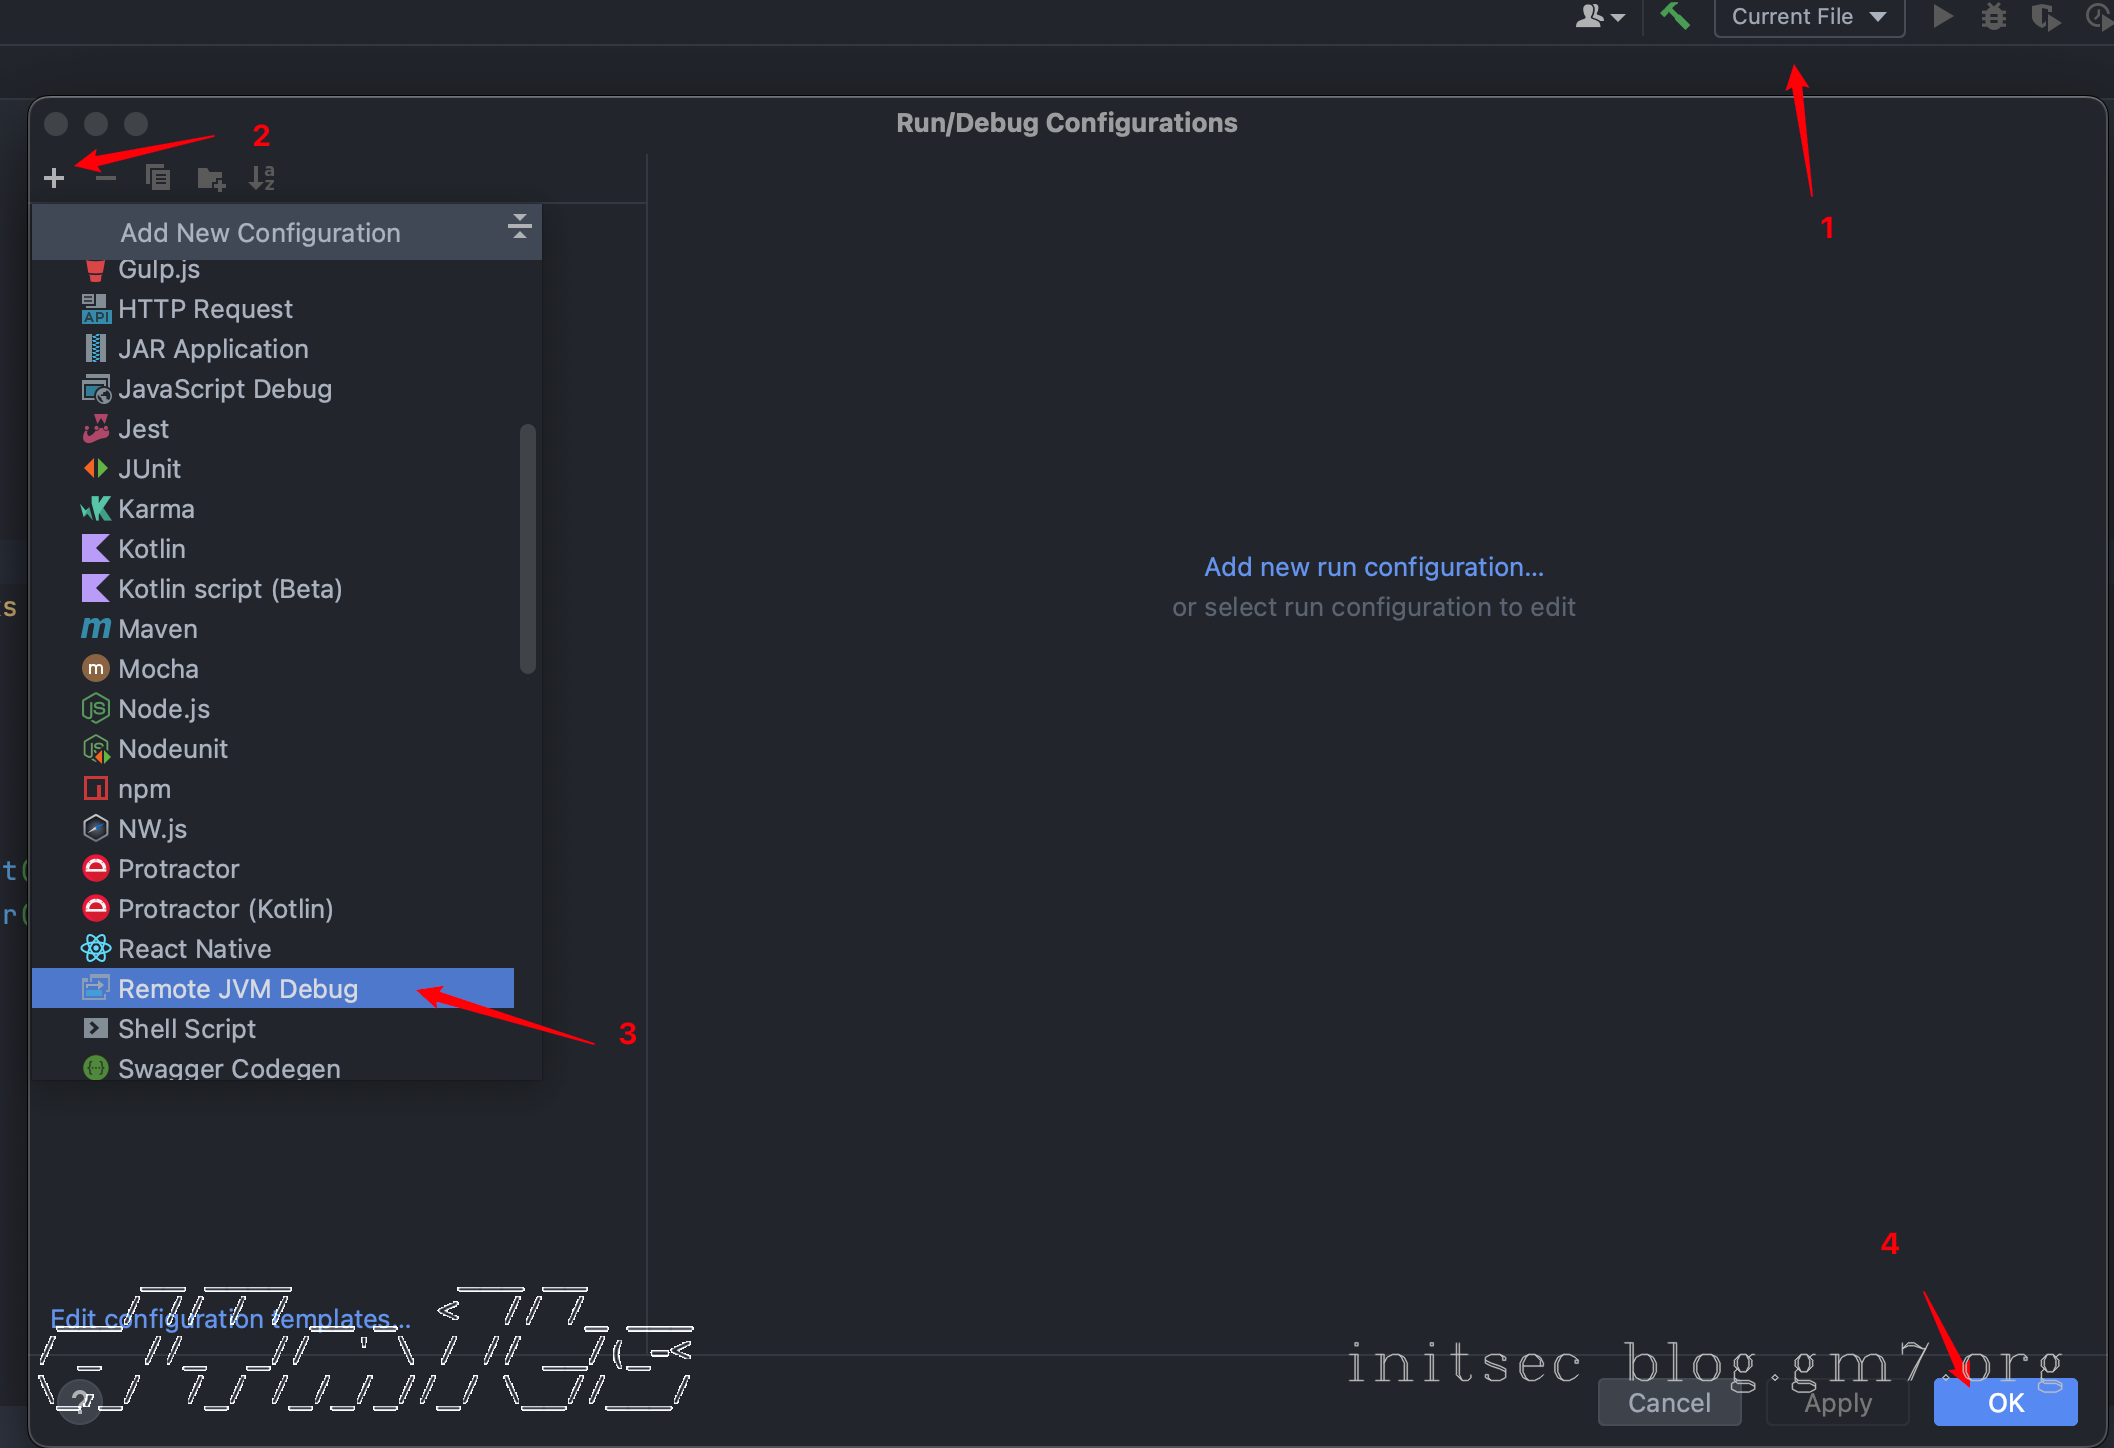 Current File
Run/Debug Configurations
1
2
Add New Configuration
Gulp.js
HTTP Request
JAR Application
JavaScript Debug
Jest
JUnit
Karma
Kotlin
Kotlin script (Beta)
Maven
Mocha
Node.js
Nodeunit
npm
NW.js
Protractor
Protractor (Kotlin)
React Native
Remote JVM Debug
Shell Script
Swagger Codegen
3
Add new run configuration...
or select run configuration to edit
Edit configuration templates...
4
initsec blog.gm7.org
?
Cancel
Apply
OK